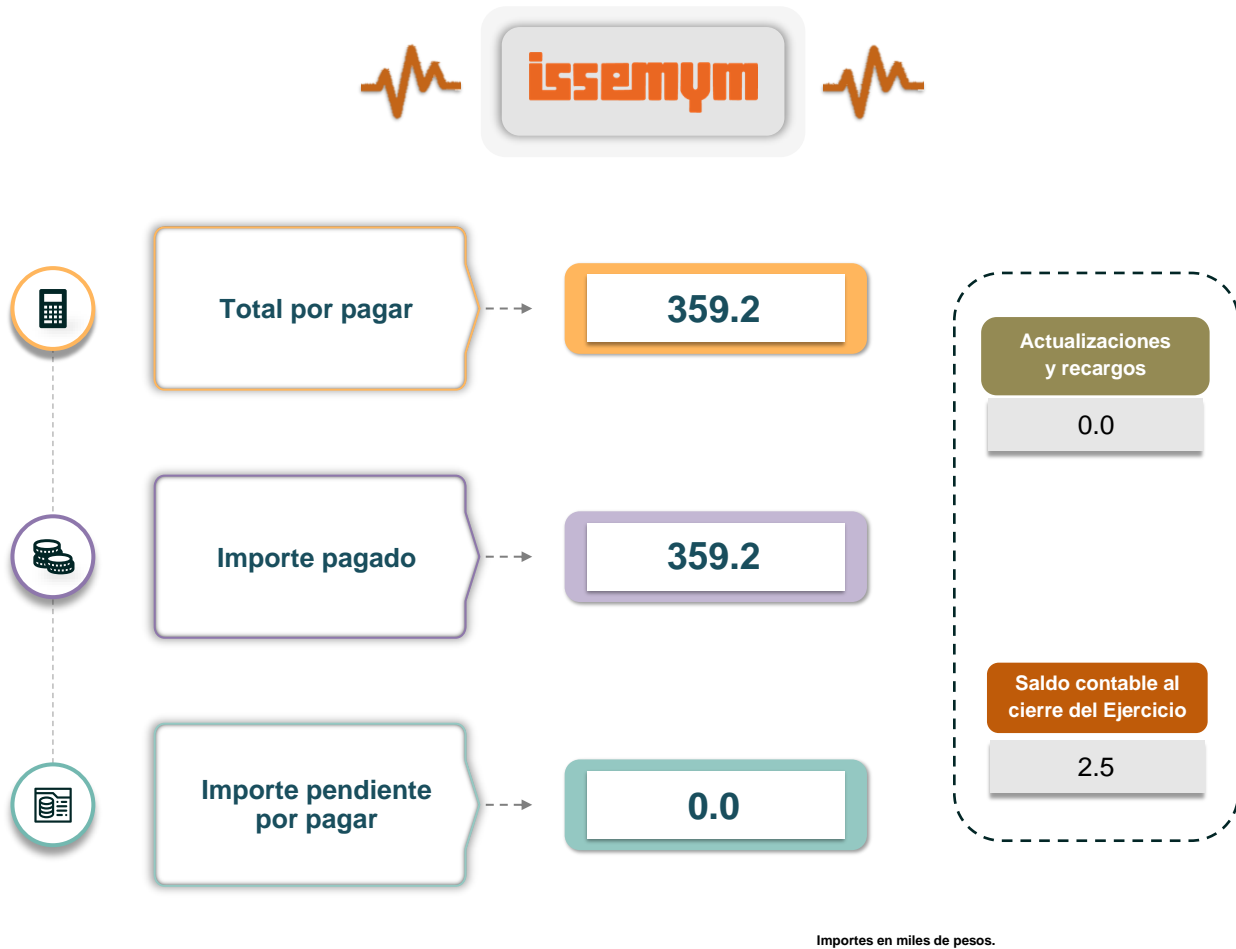 issemym
Total por pagar
359.2
Actualizaciones
y recargos
0.0
Importe pagado
359.2
Saldo contable al
cierre del Ejercicio
2.5
Importe pendiente
por pagar
0.0
Importes en miles de pesos.